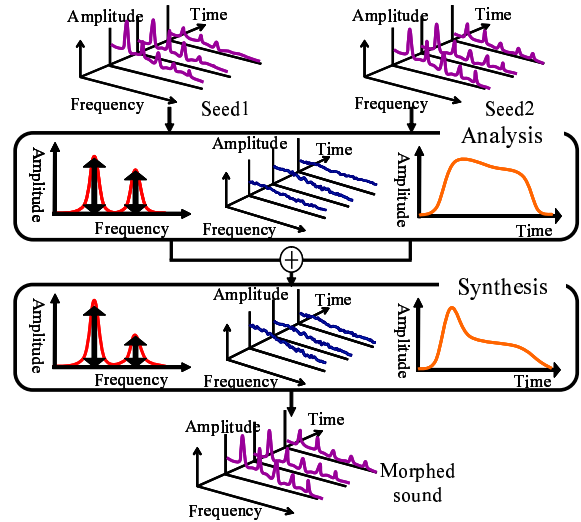 Amplitude
Time
Frequency
Seed1
Amplitude
Time
Frequency
Seed2
Analysis
Amplitude
Frequency
Amplitude
Time
Frequency
Amplitude
Time
+
Synthesis
Amplitude
Frequency
Amplitude
Time
Frequency
Amplitude
Time
Amplitude
Time
Frequency
Morphed
sound